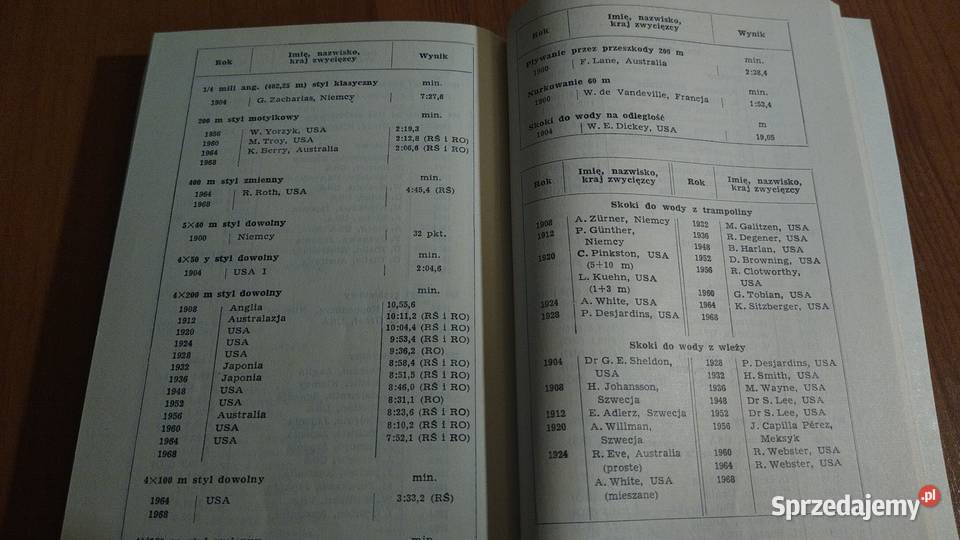 Rok
Imię, nazwisko,
kraj zwycięzcy
Wynik
1/4 mili ang. (402,25 m) styl klasyczny
min.
1904 G. Zacharias, Niemcy 7:27,6
200 m styl motylkowy
min.
1956 W. Yorzyk, USA 2:19,3
1960 M. Troy, USA 2:12,8 (RŚ i RO)
1964 K. Berry, Australia 2:06,6 (RŚ i RO)
1968
400 m styl zmienny
min.
1964 R. Roth, USA 4:45,4 (RŚ)
1968
5×40 m styl dowolny
1900 Niemcy 32 pkt.
4×50 y styl dowolny
min.
1904 USA I 2:04,6
4×200 m styl dowolny
min.
1908 Anglia 10,55,6
1912 Australazja 10:11,2 (RŚ i RO)
1920 USA 10:04,4 (RŚ i RO)
1924 USA 9:53,4 (RŚ i RO)
1928 USA 9:36,2 (RO)
1932 Japonia 8:58,4 (RŚ i RO)
1936 Japonia 8:51,5 (RŚ i RO)
1948 USA 8:46,0 (RŚ i RO)
1952 USA 8:31,1 (RO)
1956 Australia 8:23,6 (RŚ i RO)
1960 USA 8:10,2 (RŚ i RO)
1964 USA 7:52,1 (RŚ i RO)
1968
4×100 m styl dowolny
min.
1964 USA 3:33,2 (RŚ)
1968
min.
Rok
Imię, nazwisko,
kraj zwycięzcy
Wynik
Pływanie przez przeszkody 200 m
min.
1900 F. Lane, Australia 2:38,4
Nurkowanie 60 m
min.
1900 W. de Vandeville, Francja 1:53,4
Skoki do wody na odległość
m
1904 W. E. Dickey, USA 19,05
Rok
Imię, nazwisko,
kraj zwycięzcy
Rok
Imię, nazwisko,
kraj zwycięzcy
Skoki do wody z trampoliny
1908 A. Zürner, Niemcy
1912 P. Günther,
Niemcy
1920 C. Pinkston, USA
(5+10 m)
L. Kuehn, USA
(1+3 m)
1924 A. White, USA
1928 P. Desjardins, USA
1932 M. Galitzen, USA
1936 R. Degener, USA
1948 B. Harlan, USA
1952 D. Browning, USA
1956 R. Clotworthy,
USA
1960 G. Tobian, USA
1964 K. Sitzberger, USA
1968
Skoki do wody z wieży
1904 Dr G. E. Sheldon,
USA
1908 H. Johansson,
Szwecja
1912 E. Adlerz, Szwecja
1920 A. Willman,
Szwecja
1924 R. Eve, Australia
(proste)
A. White, USA
(mieszane)
1928 P. Desjardins, USA
1932 H. Smith, USA
1936 M. Wayne, USA
1948 Dr S. Lee, USA
1952 Dr S. Lee, USA
1956 J. Capilla Pérez,
Meksyk
1960 R. Webster, USA
1964 R. Webster, USA
1968
Sprzedajemy.pl